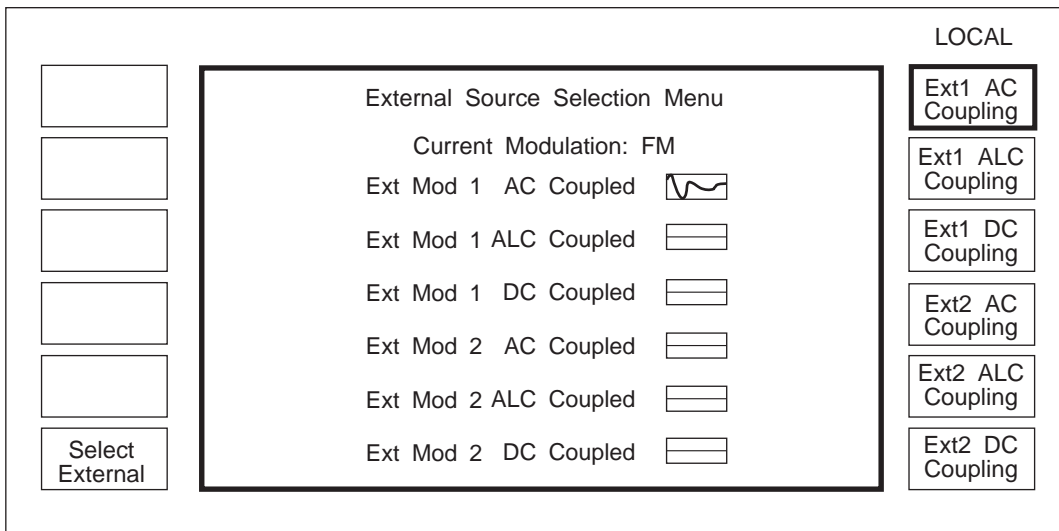 LOCAL
External Source Selection Menu
Current Modulation: FM
Ext Mod 1 AC Coupled
Ext Mod 1 ALC Coupled
Ext Mod 1 DC Coupled
Ext Mod 2 AC Coupled
Ext Mod 2 ALC Coupled
Ext Mod 2 DC Coupled
Select
External
Ext1 AC
Coupling
Ext1 ALC
Coupling
Ext1 DC
Coupling
Ext2 AC
Coupling
Ext2 ALC
Coupling
Ext2 DC
Coupling